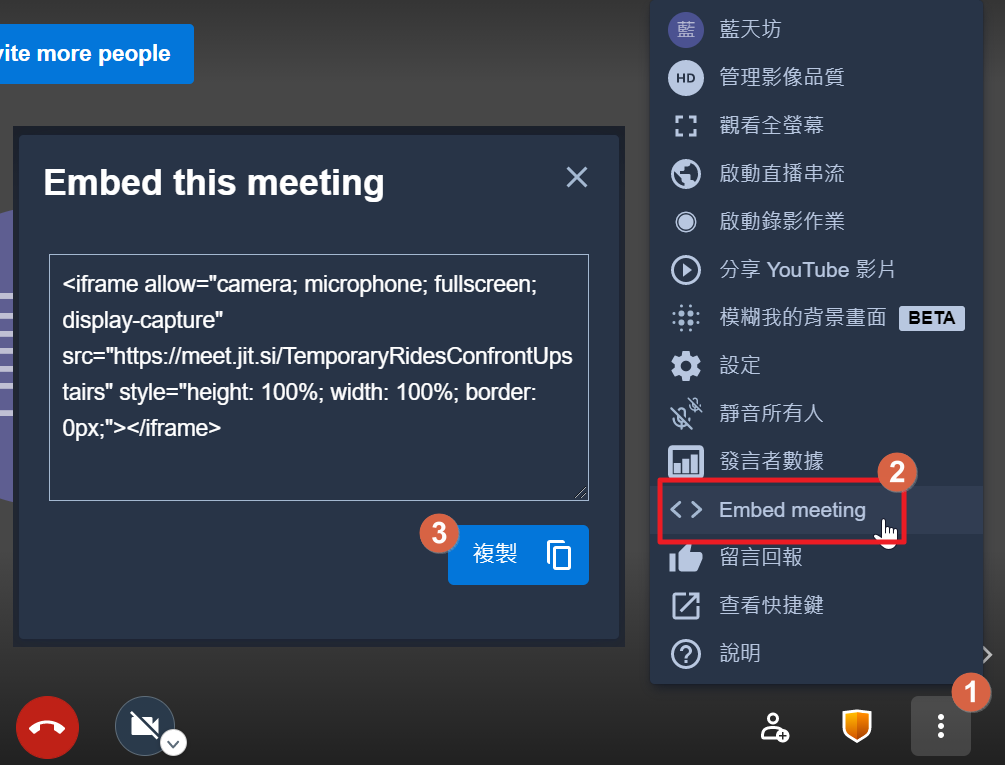 vite more people
Embed this meeting
<iframe allow="camera; microphone; fullscreen;
display-capture"
src="https://meet.jit.si/TemporaryRidesConfrontUps
tairs" style="height: 100%; width: 100%; border:
0px;"></iframe>
3
複製
藍
藍天坊
HD
管理影像品質
觀看全螢幕
啟動直播串流
啟動錄影作業
分享 YouTube 影片
模糊我的背景畫面 BETA
設定
靜音所有人
發言者數據
2
Embed meeting
留言回報
查看快捷鍵
說明
1